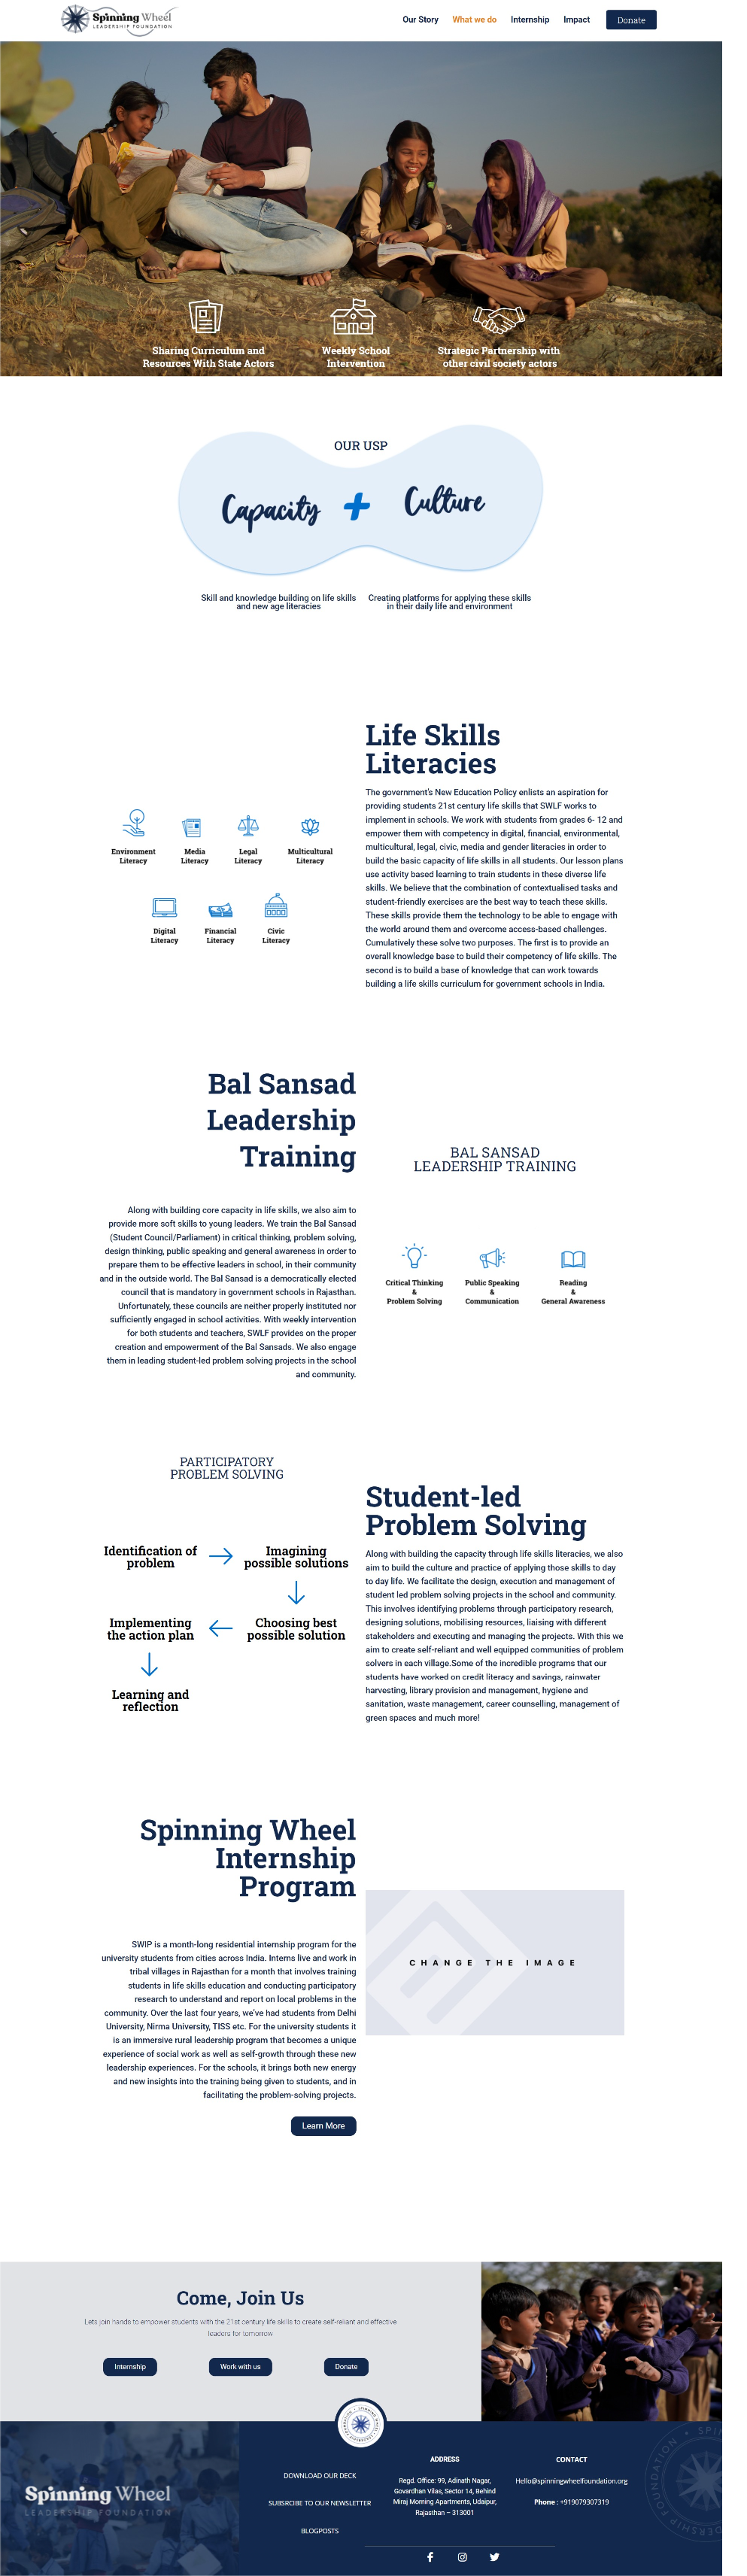 Spinning Wheel
LEADERSHIP FOUNDATION
Our Story
What we do
Internship
Impact
Donate
Sharing Curriculum and
Resources With State Actors
Weekly School
Intervention
Strategic Partnership with
other civil society actors
OUR USP
Capacity + Culture
Skill and knowledge building on life skills
and new age literacies
Creating platforms for applying these skills
in their daily life and environment
Life Skills
Literacies
The government's New Education Policy enlists an aspiration for
providing students 21st century life skills that SWLF works to
implement in schools. We work with students from grades 6- 12 and
empower them with competency in digital, financial, environmental,
multicultural, legal, civic, media and gender literacies in order to
build the basic capacity of life skills in all students. Our lesson plans
use activity based learning to train students in these diverse life
skills. We believe that the combination of contextualised tasks and
student-friendly exercises are the best way to teach these skills.
These skills provide them the technology to be able to engage with
the world around them and overcome access-based challenges.
Cumulatively these solve two purposes. The first is to provide an
overall knowledge base to build their competency of life skills. The
second is to build a base of knowledge that can work towards
building a life skills curriculum for government schools in India.
Environment
Literacy
Media
Literacy
Legal
Literacy
Multicultural
Literacy
Digital
Literacy
Financial
Literacy
Civic
Literacy
Bal Sansad
Leadership
Training
Along with building core capacity in life skills, we also aim to
provide more soft skills to young leaders. We train the Bal Sansad
(Student Council/Parliament) in critical thinking, problem solving,
design thinking, public speaking and general awareness in order to
prepare them to be effective leaders in school, in their community
and in the outside world. The Bal Sansad is a democratically elected
council that is mandatory in government schools in Rajasthan.
Unfortunately, these councils are neither properly instituted nor
sufficiently engaged in school activities. With weekly intervention
for both students and teachers, SWLF provides on the proper
creation and empowerment of the Bal Sansads. We also engage
them in leading student-led problem solving projects in the school
and community.
BAL SANSAD
LEADERSHIP TRAINING
Critical Thinking
&
Problem Solving
Public Speaking
&
Communication
Reading
&
General Awareness
PARTICIPATORY
PROBLEM SOLVING
Identification of
problem
Imagining
possible solutions
Implementing
the action plan
Choosing best
possible solution
Learning and
reflection
Student-led
Problem Solving
Along with building the capacity through life skills literacies, we also
aim to build the culture and practice of applying those skills to day
to day life. We facilitate the design, execution and management of
student led problem solving projects in the school and community.
This involves identifying problems through participatory research,
designing solutions, mobilising resources, liaising with different
stakeholders and executing and managing the projects. With this we
aim to create self-reliant and well equipped communities of problem
solvers in each village.Some of the incredible programs that our
students have worked on credit literacy and savings, rainwater
harvesting, library provision and management, hygiene and
sanitation, waste management, career counselling, management of
green spaces and much more!
Spinning Wheel
Internship
Program
SWIP is a month-long residential internship program for the
university students from cities across India. Interns live and work in
tribal villages in Rajasthan for a month that involves training
students in life skills education and conducting participatory
research to understand and report on local problems in the
community. Over the last four years, we've had students from Delhi
University, Nirma University, TISS etc. For the university students it
is an immersive rural leadership program that becomes a unique
experience of social work as well as self-growth through these new
leadership experiences. For the schools, it brings both new energy
and new insights into the training being given to students, and in
facilitating the problem-solving projects.
Learn More
CHANGE THE IMAGE
Come, Join Us
Lets join hands to empower students with the 21st century life skills to create self-reliant and effective
leaders for tomorrow
Internship
Work with us
Donate
Spinning Wheel
LEADERSHIP FOUNDATION
DOWNLOAD OUR DECK
SUBSRCIBE TO OUR NEWSLETTER
BLOGPOSTS
ADDRESS
Regd. Office: 99, Adinath Nagar,
Govardhan Vilas, Sector 14, Behind
Miraj Morning Apartments, Udaipur,
Rajasthan – 313001
CONTACT
Hello@spinningwheelfoundation.org
Phone : +919079307319